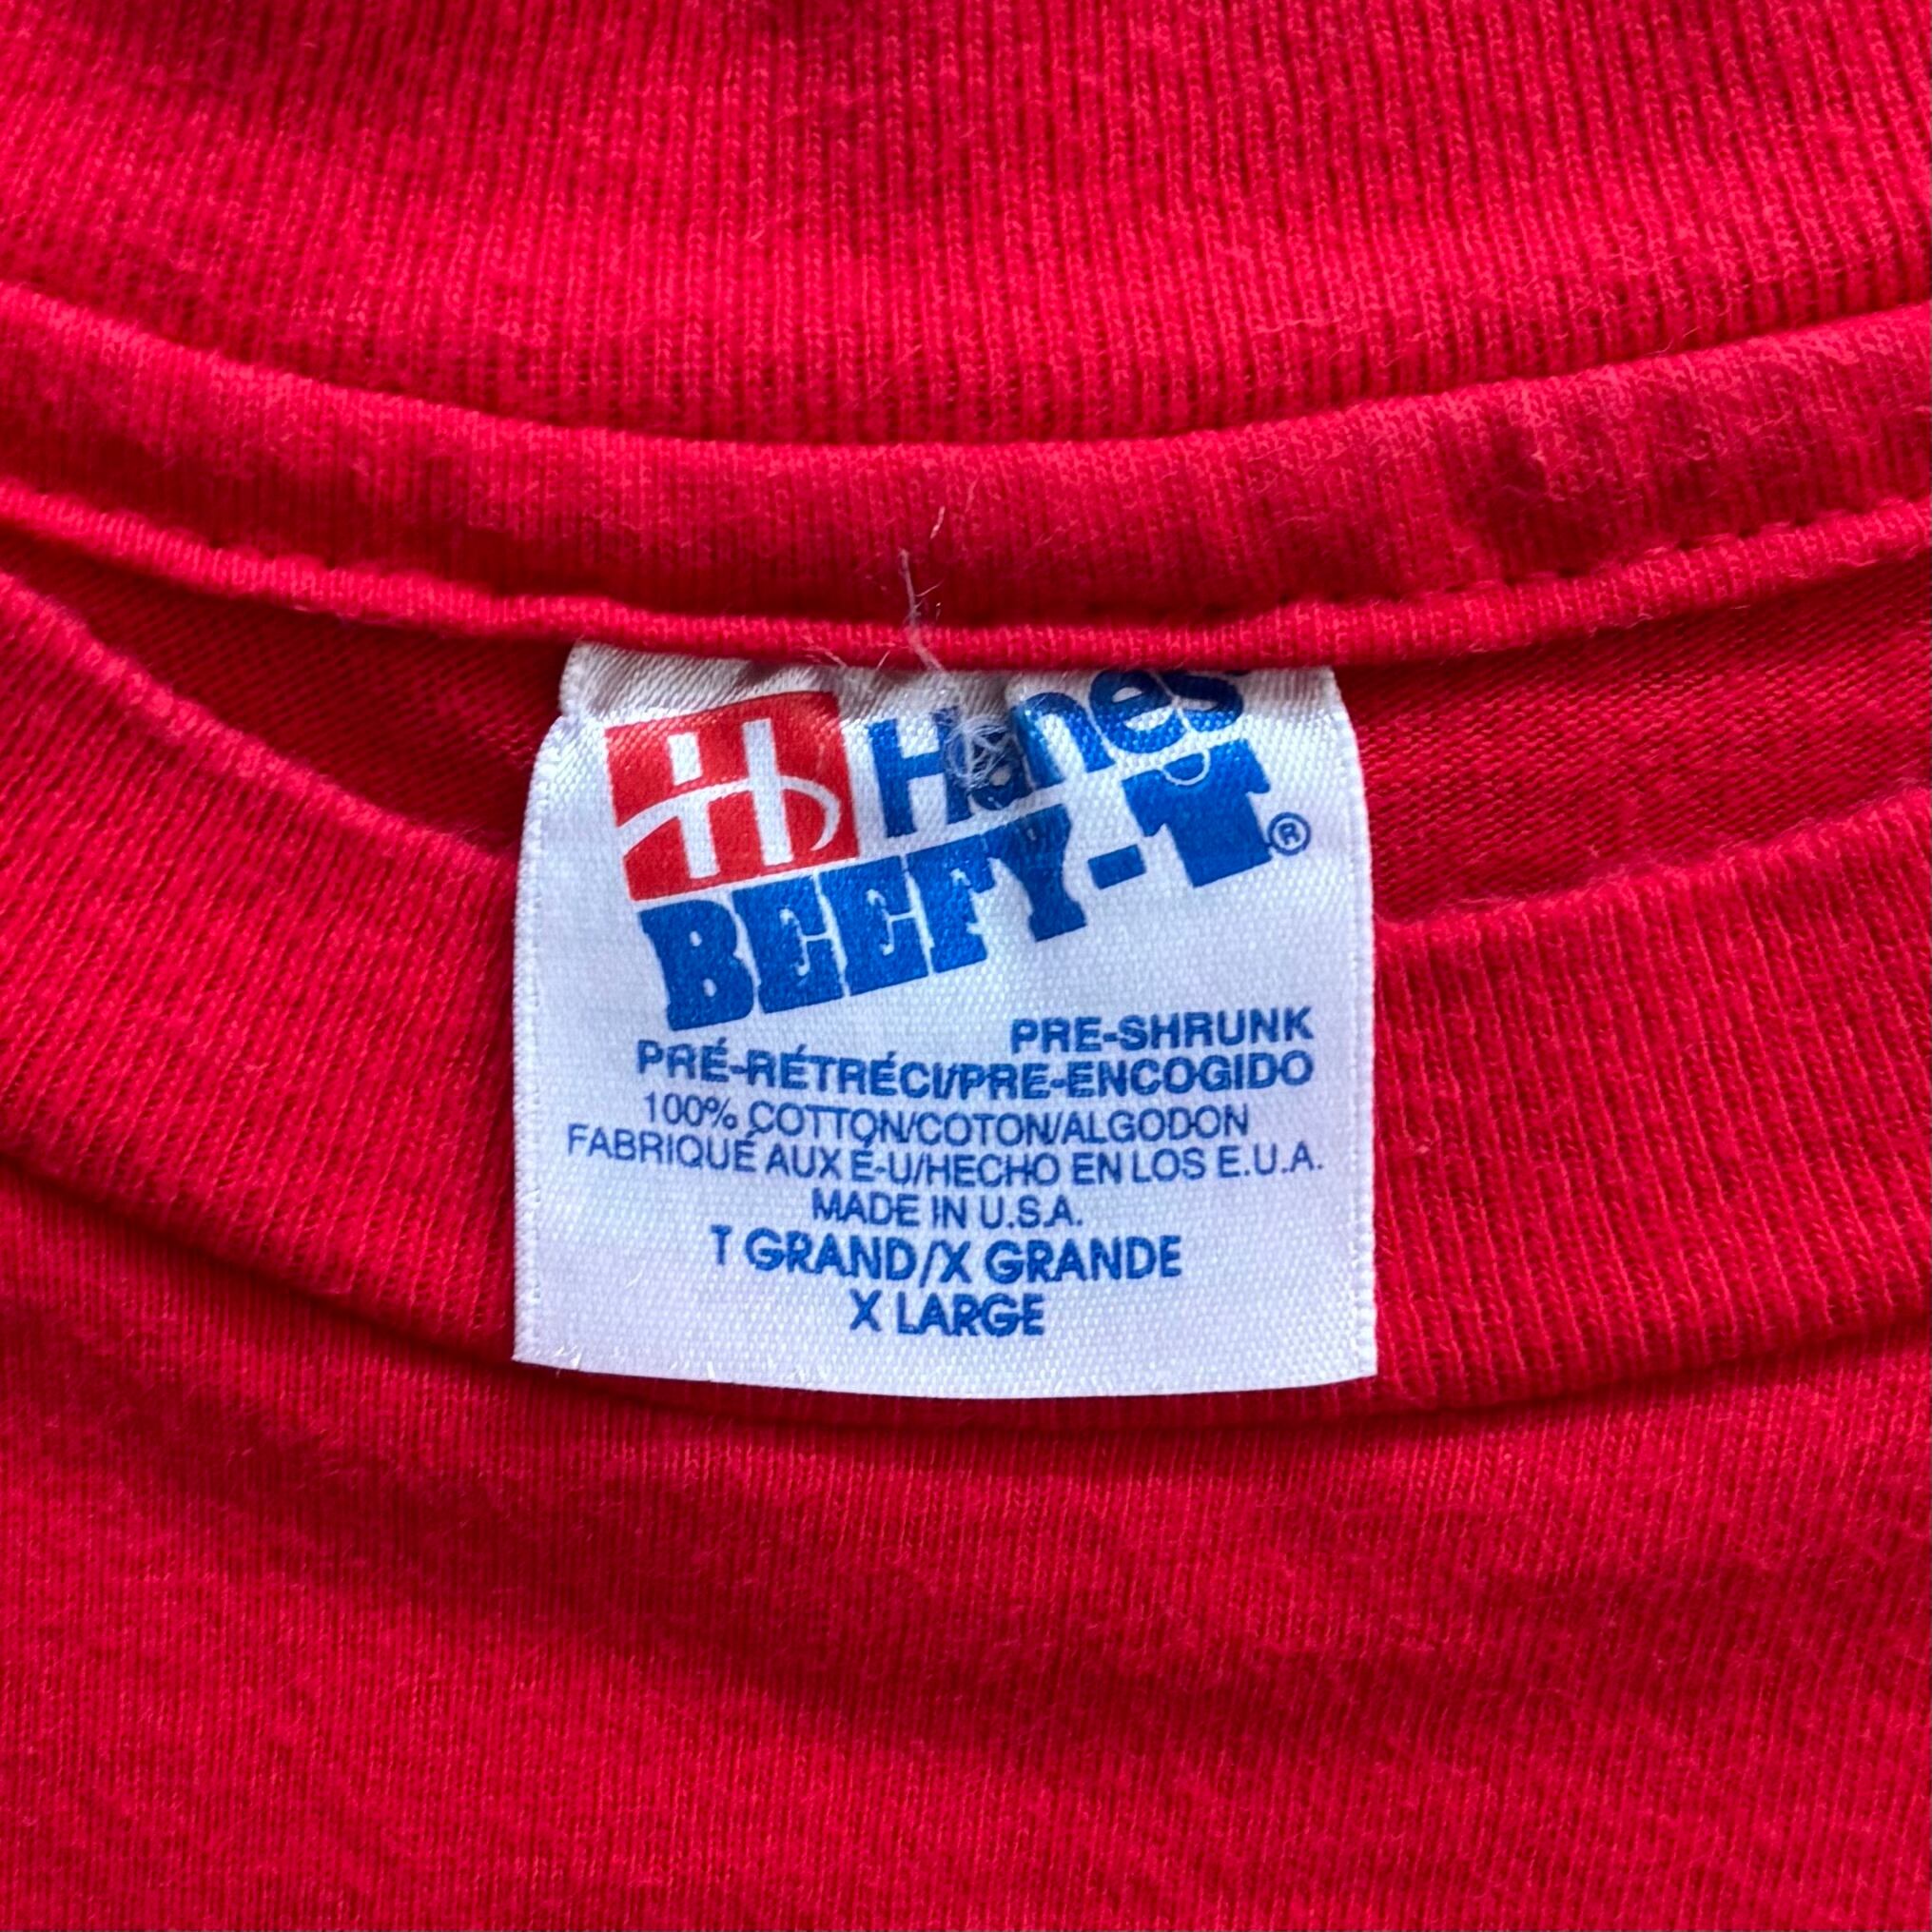 H Hanes
BEEFY-T®
PRE-SHRUNK
PRÉ-RÉTRÉCI/PRE-ENCOGIDO
100% COTTON/COTON/ALGODON
FABRIQUÉ AUX É-U/HECHO EN LOS E.U.A.
MADE IN U.S.A.
T GRAND/X GRANDE
X LARGE